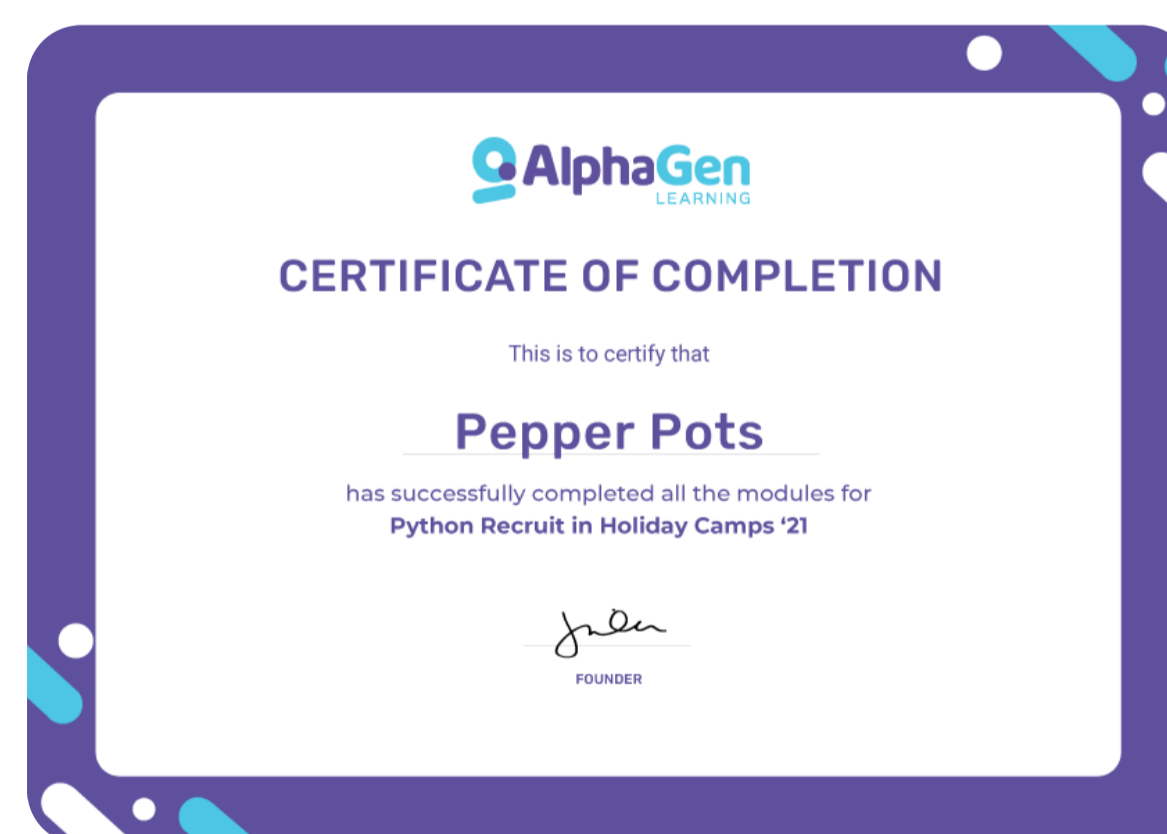 AlphaGen
LEARNING
CERTIFICATE OF COMPLETION
This is to certify that
Pepper Pots
has successfully completed all the modules for
Python Recruit in Holiday Camps ‘21
FOUNDER